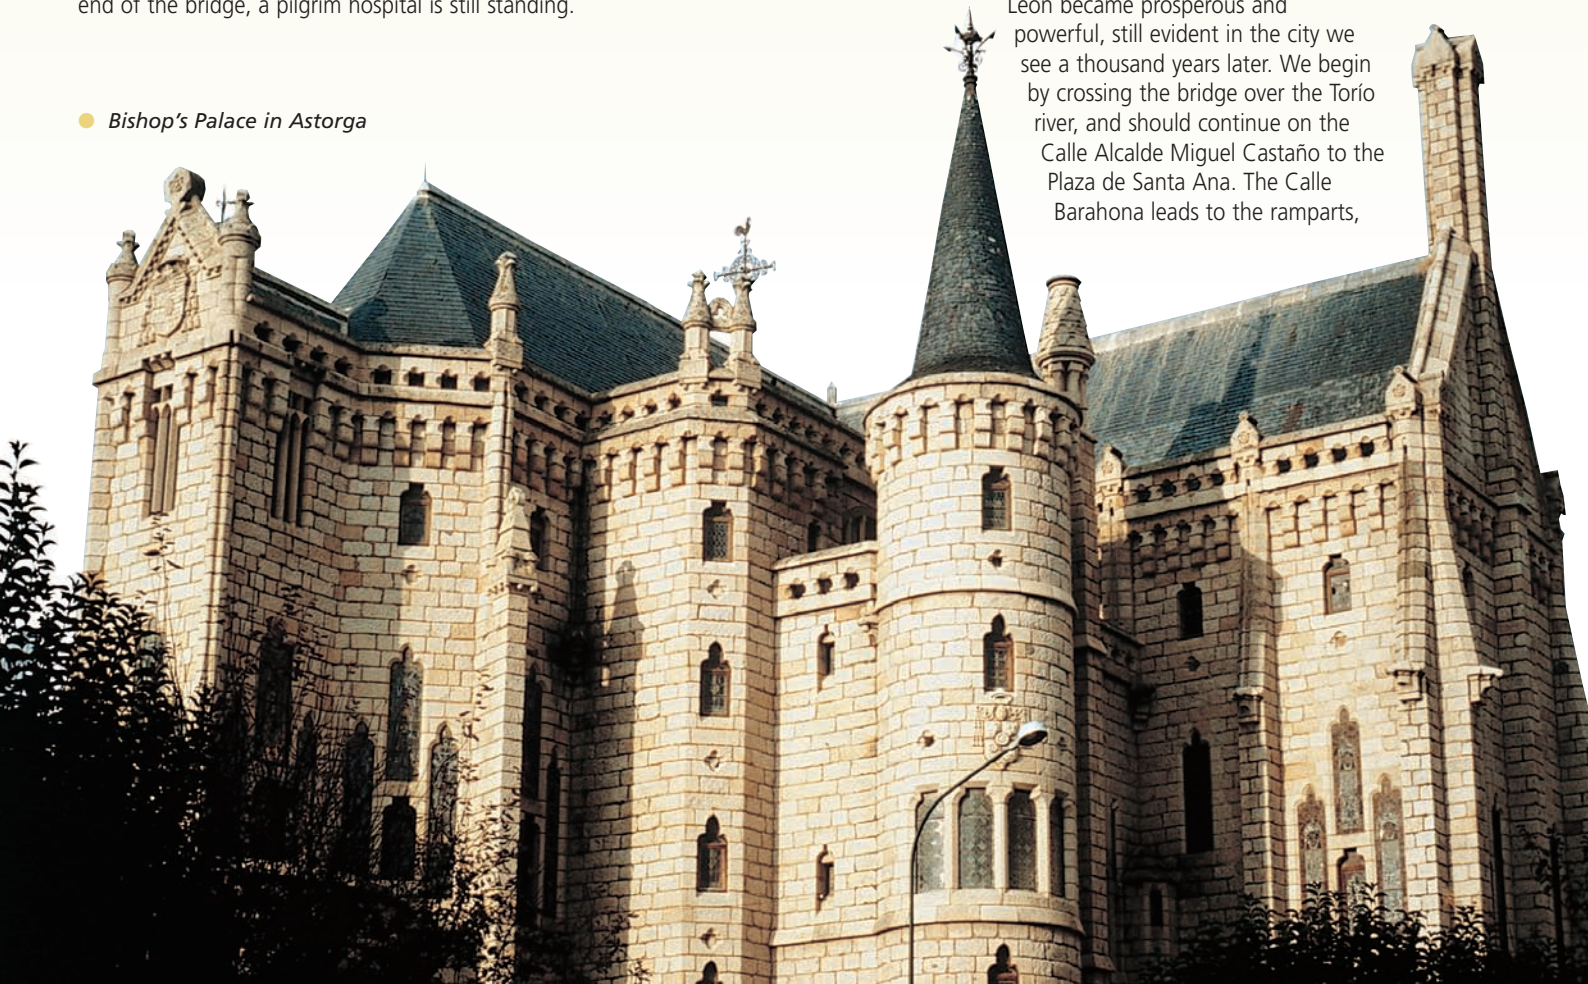 end of the bridge, a pilgrim hospital is still standing.
Bishop's Palace in Astorga
León became prosperous and
powerful, still evident in the city we
see a thousand years later. We begin
by crossing the bridge over the Torío
river, and should continue on the
Calle Alcalde Miguel Castaño to the
Plaza de Santa Ana. The Calle
Barahona leads to the ramparts,